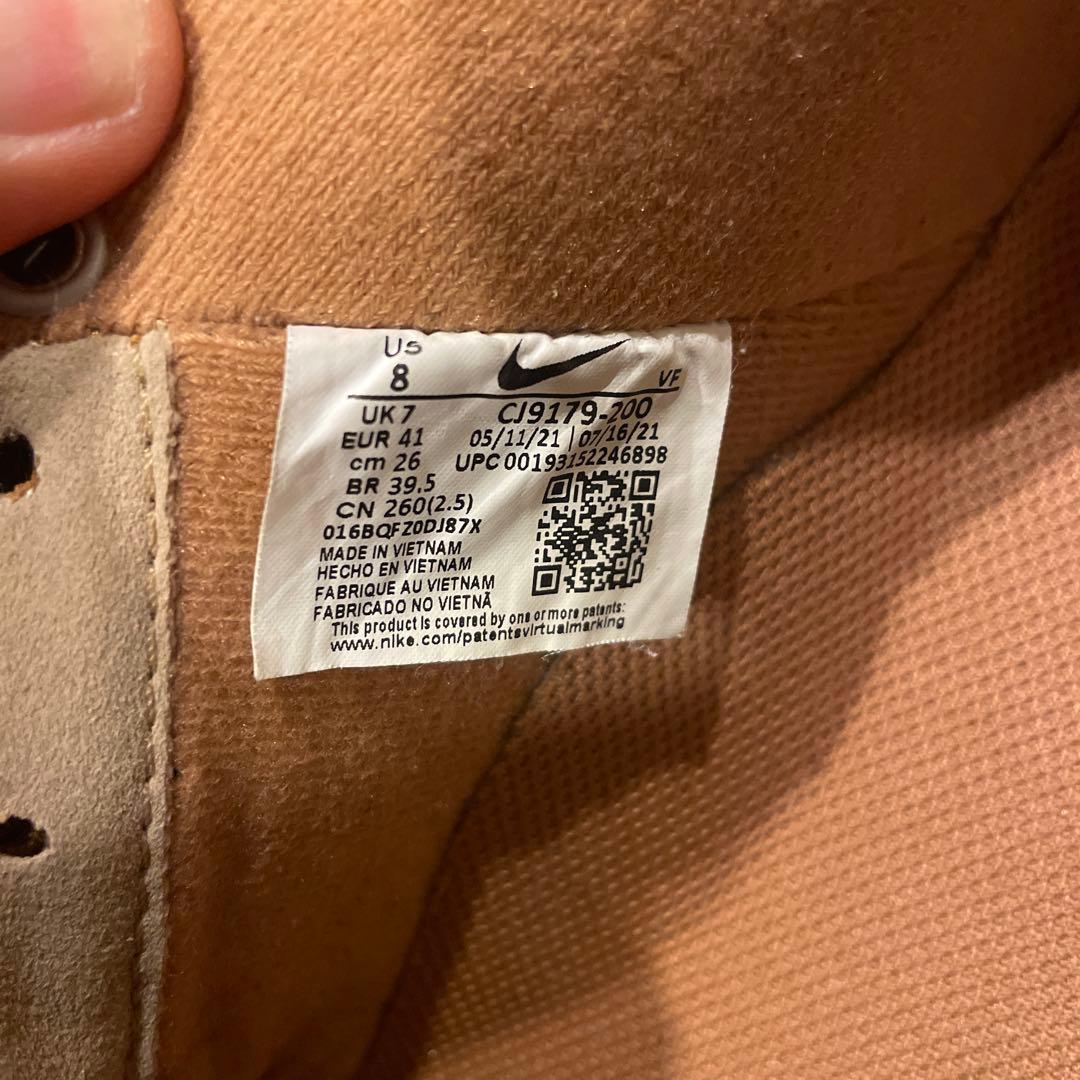 US
8
VF
UK 7
CJ9179-200
EUR 41
05/11/21 | 07/16/21
cm 26
UPC 00193152246898
BR 39.5
CN 260(2.5)
016BQFZ0DJ87X
MADE IN VIETNAM
HECHO EN VIETNAM
FABRIQUE AU VIETNAM
FABRICADO NO VIETNÃ
This product is covered by one or more patents:
www.nike.com/patentsvirtualmarking